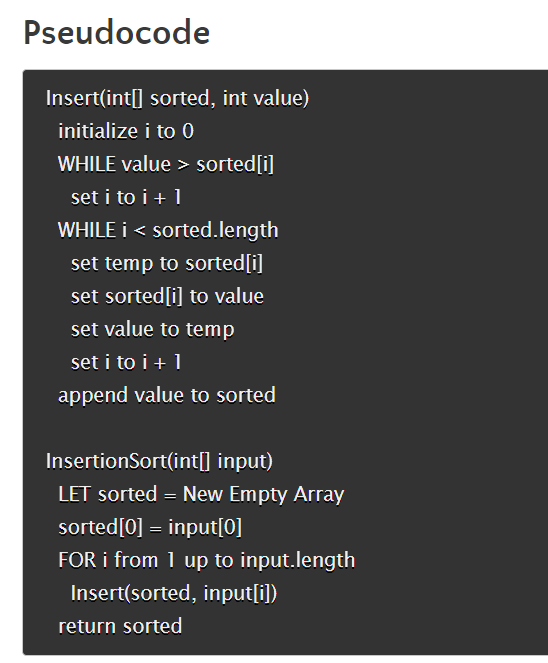 Pseudocode
Insert(int[] sorted, int value)
initialize i to 0
WHILE value > sorted[i]
set i to i + 1
WHILE i < sorted.length
set temp to sorted[i]
set sorted[i] to value
set value to temp
set i to i + 1
append value to sorted
InsertionSort(int[] input)
LET sorted = New Empty Array
sorted[0] = input[0]
FOR i from 1 up to input.length
Insert(sorted, input[i])
return sorted